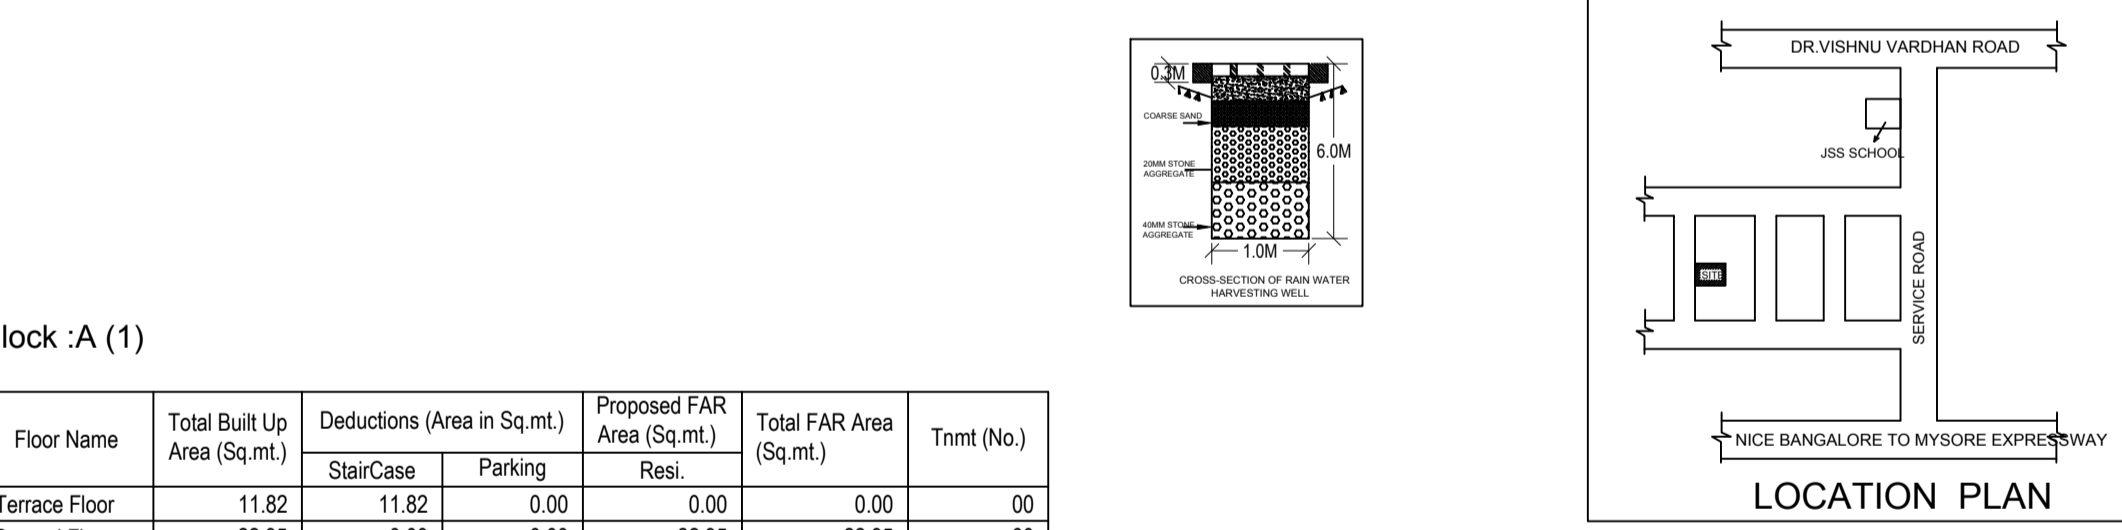 DR.VISHNU VARDHAN ROAD
JSS SCHOOL
SITE
SERVICE ROAD
NICE BANGALORE TO MYSORE EXPRESSWAY
LOCATION PLAN
0.3M
COARSE SAND
20MM STONE
AGGREGATE
6.0M
40MM STONE
AGGREGATE
1.0M
CROSS-SECTION OF RAIN WATER
HARVESTING WELL
lock :A (1)
Floor Name
Total Built Up
Area (Sq.mt.)
Deductions (Area in Sq.mt.)
StairCase
Parking
Proposed FAR
Area (Sq.mt.)
Resi.
Total FAR Area
(Sq.mt.)
Tnmt (No.)
Terrace Floor 11.82 11.82 0.00 0.00 0.00 00